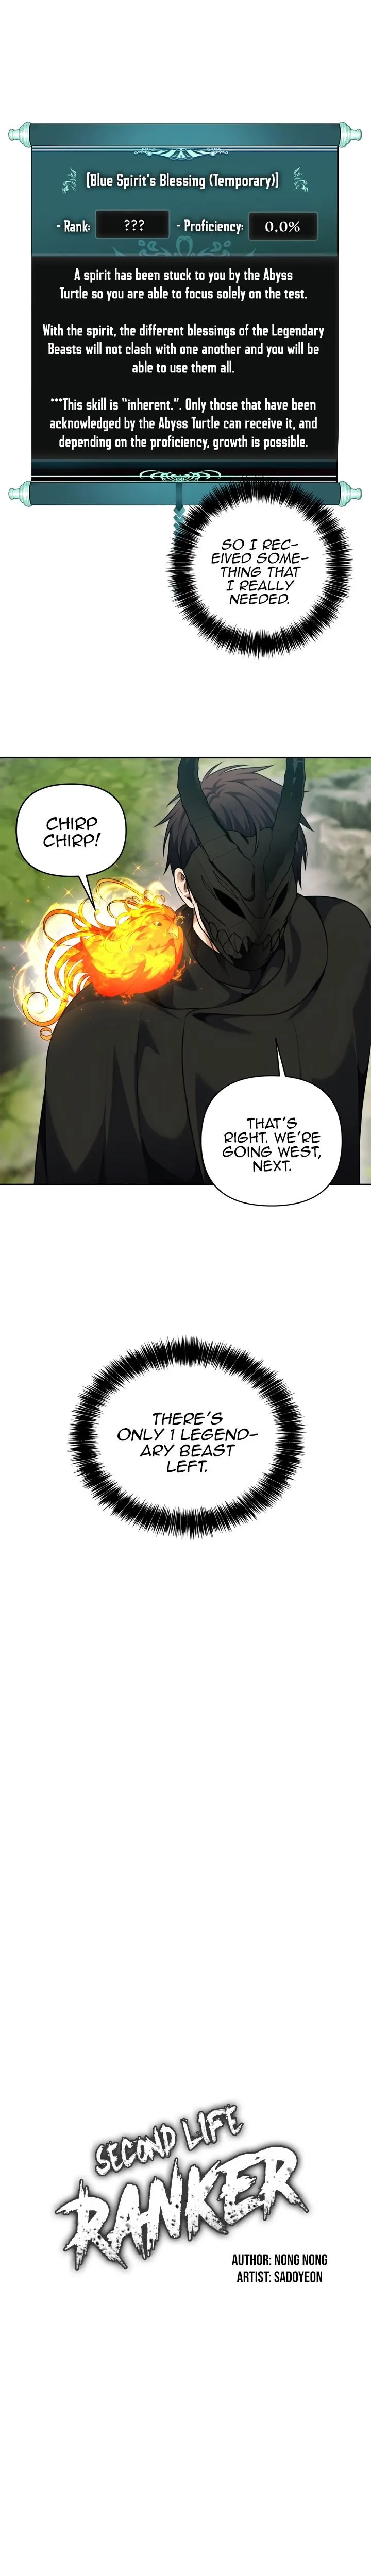 [Blue Spirit's Blessing (Temporary)]
- Rank: ??? - Proficiency: 0.0%
A spirit has been stuck to you by the Abyss
Turtle so you are able to focus solely on the test.
With the spirit, the different blessings of the Legendary
Beasts will not clash with one another and you will be
able to use them all.
***This skill is "inherent.". Only those that have been
acknowledged by the Abyss Turtle can receive it, and
depending on the proficiency, growth is possible.
SO I REC-
EIVED SOME-
THING THAT
I REALLY
NEEDED.
CHIRP
CHIRP!
THAT'S
RIGHT. WE'RE
GOING WEST,
NEXT.
THERE'S
ONLY 1 LEGEND-
ARY BEAST
LEFT.
SECOND LIFE
RANKER
AUTHOR: NONG NONG
ARTIST: SADOYEON